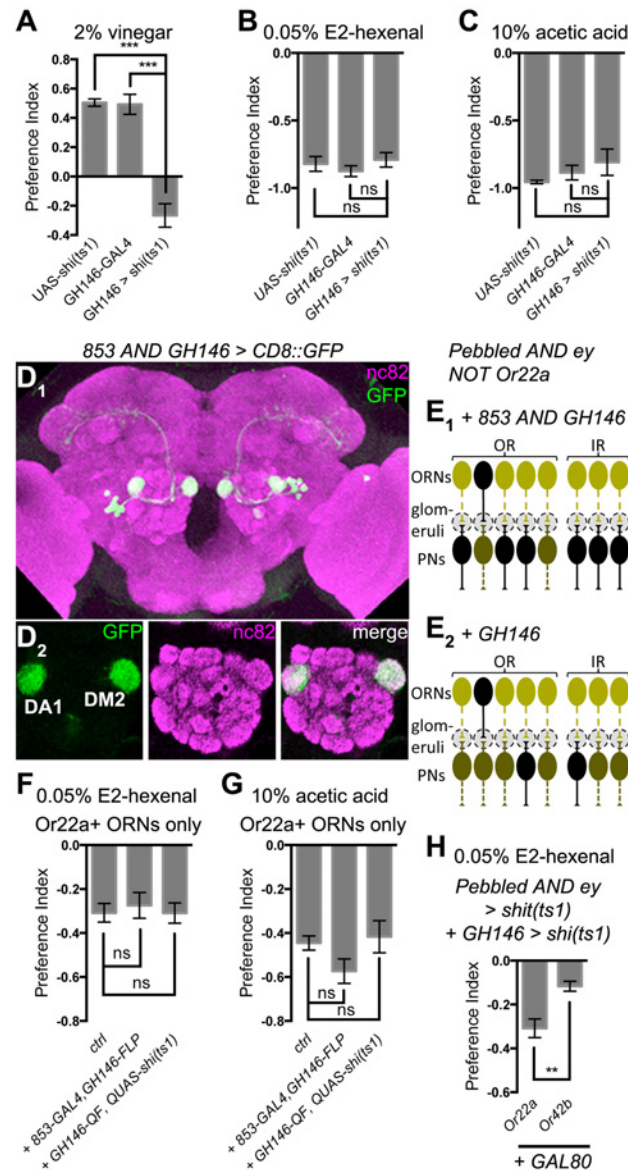 A
2% vinegar
Preference Index
0.6
0.4
0.2
0.0
-0.2
-0.4
***
***
UAS-shi(ts1)
GH146-GAL4
GH146 > shi(ts1)
B
0.05% E2-hexenal
Preference Index
0.0
-0.5
-1.0
ns
ns
UAS-shi(ts1)
GH146-GAL4
GH146 > shi(ts1)
C
10% acetic acid
Preference Index
0.0
-0.5
-1.0
ns
ns
UAS-shi(ts1)
GH146-GAL4
GH146 > shi(ts1)
853 AND GH146 > CD8::GFP
D1
nc82
GFP
D2
GFP
DA1
DM2
nc82
merge
Pebbled AND ey
NOT Or22a
E1 + 853 AND GH146
OR
IR
ORNs
glom-
eruli
PNs
E2 + GH146
OR
IR
ORNs
glom-
eruli
PNs
F
0.05% E2-hexenal
Or22a+ ORNs only
Preference Index
0.0
-0.2
-0.4
-0.6
-0.8
ns
ns
ctrl
+ 853-GAL4,GH146-FLP
+ GH146-QF, QUAS-shi(ts1)
G
10% acetic acid
Or22a+ ORNs only
Preference Index
0.0
-0.2
-0.4
-0.6
-0.8
ns
ns
ctrl
+ 853-GAL4,GH146-FLP
+ GH146-QF, QUAS-shi(ts1)
H
0.05% E2-hexenal
Pebbled AND ey
> shit(ts1)
+ GH146 > shi(ts1)
Preference Index
0.0
-0.2
-0.4
-0.6
**
Or22a
Or42b
+ GAL80